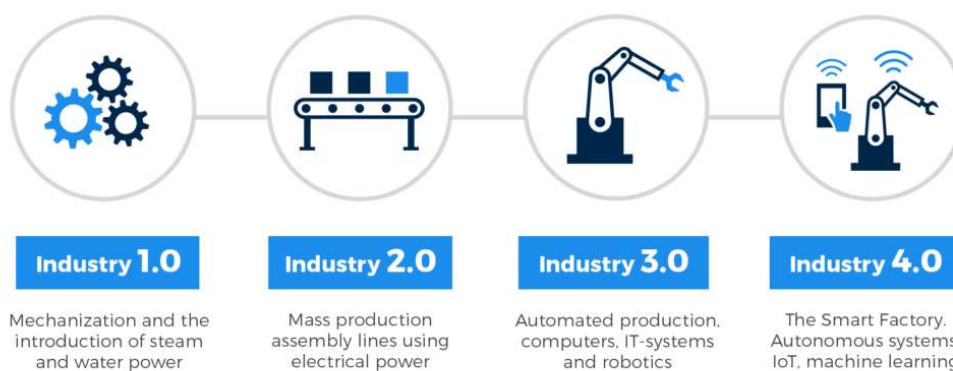 Industry 1.0
Mechanization and the
introduction of steam
and water power
Industry 2.0
Mass production
assembly lines using
electrical power
Industry 3.0
Automated production,
computers, IT-systems
and robotics
Industry 4.0
The Smart Factory.
Autonomous systems
IoT, machine learning